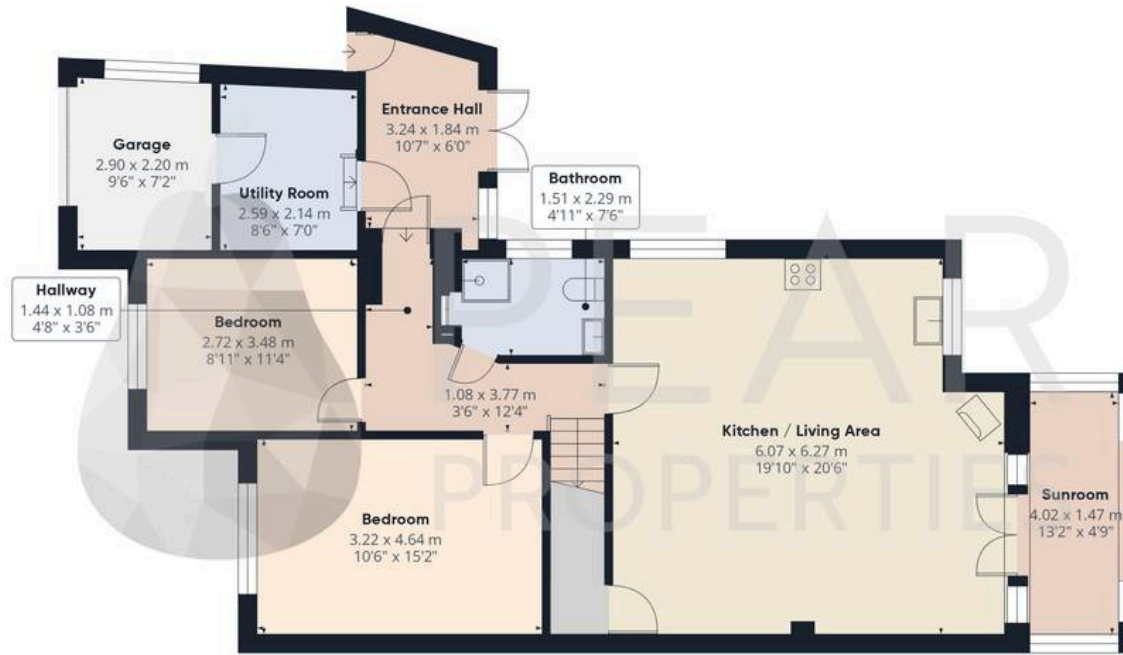 Entrance Hall
3.24 x 1.84 m
10'7" x 6'0"
Garage
2.90 x 2.20 m
9'6" x 7'2"
Utility Room
2.59 x 2.14 m
8'6" x 7'0"
Bathroom
1.51 x 2.29 m
4'11" x 7'6"
Hallway
1.44 x 1.08 m
4'8" x 3'6"
Bedroom
2.72 x 3.48 m
8'11" x 11'4"
1.08 x 3.77 m
3'6" x 12'4"
Kitchen / Living Area
6.07 x 6.27 m
19'10" x 20'6"
Sunroom
4.02 x 1.47 m
13'2" x 4'9"
Bedroom
3.22 x 4.64 m
10'6" x 15'2"
PEAR
PROPERTIES